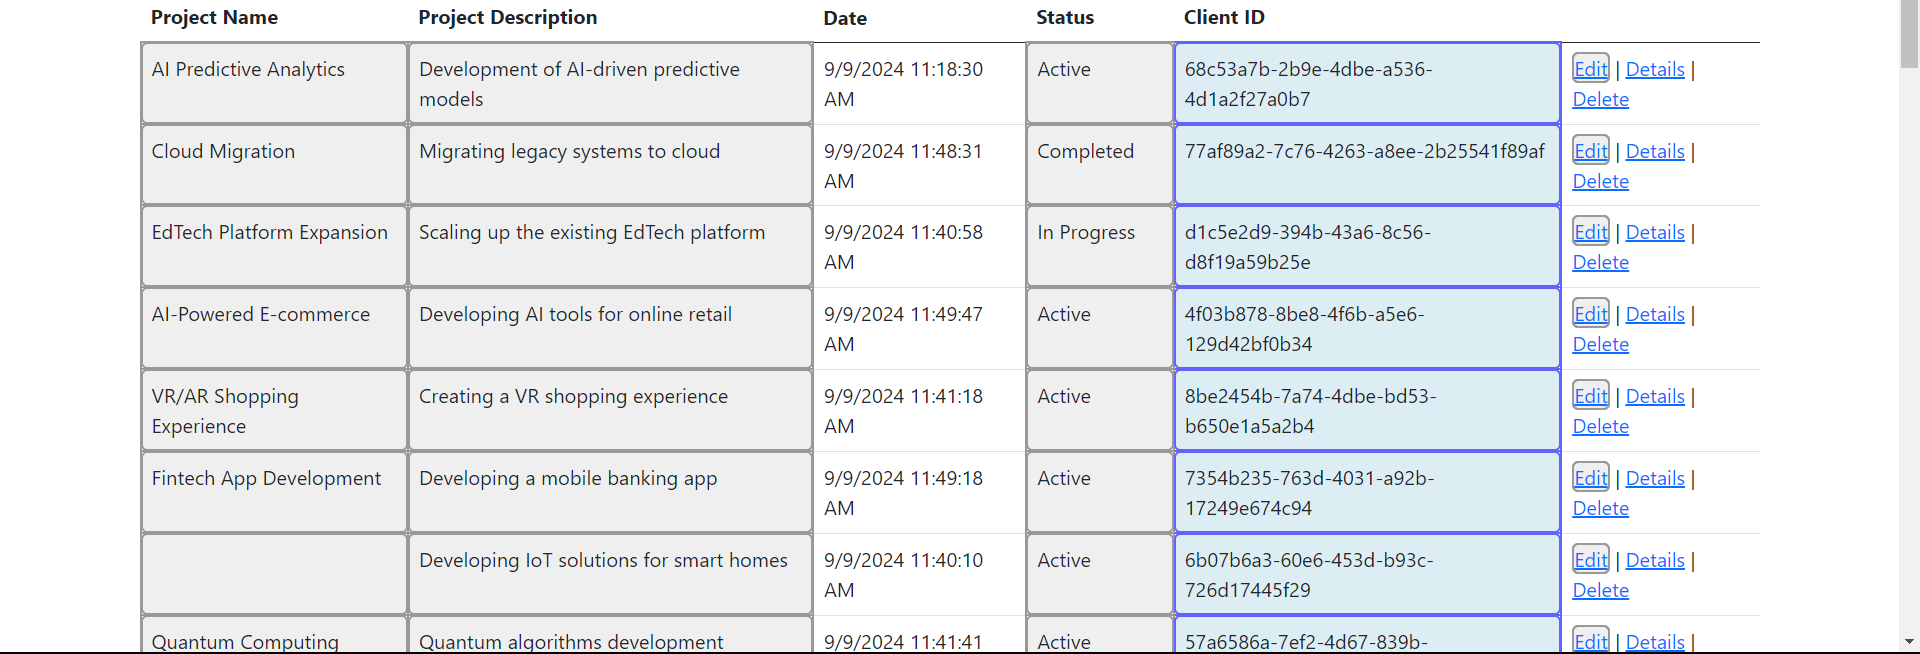 Project Name Project Description Date Status Client ID
AI Predictive Analytics Development of AI-driven predictive 9/9/2024 11:18:30 Active 68c53a7b-2b9e-4dbe-a536- Edit | Details |
models AM 4d1a2f27a0b7 Delete
Cloud Migration Migrating legacy systems to cloud 9/9/2024 11:48:31 Completed 77af89a2-7c76-4263-a8ee-2b25541f89af Edit | Details |
AM Delete
EdTech Platform Expansion Scaling up the existing EdTech platform 9/9/2024 11:40:58 In Progress d1c5e2d9-394b-43a6-8c56- Edit | Details |
AM d8f19a59b25e Delete
AI-Powered E-commerce Developing AI tools for online retail 9/9/2024 11:49:47 Active 4f03b878-8be8-4f6b-a5e6- Edit | Details |
AM 129d42bf0b34 Delete
VR/AR Shopping Creating a VR shopping experience 9/9/2024 11:41:18 Active 8be2454b-7a74-4dbe-bd53- Edit | Details |
Experience AM b650e1a5a2b4 Delete
Fintech App Development Developing a mobile banking app 9/9/2024 11:49:18 Active 7354b235-763d-4031-a92b- Edit | Details |
AM 17249e674c94 Delete
Developing IoT solutions for smart homes 9/9/2024 11:40:10 Active 6b07b6a3-60e6-453d-b93c- Edit | Details |
AM 726d17445f29 Delete
Quantum Computing Quantum algorithms development 9/9/2024 11:41:41 Active 57a6586a-7ef2-4d67-839b- Edit | Details |